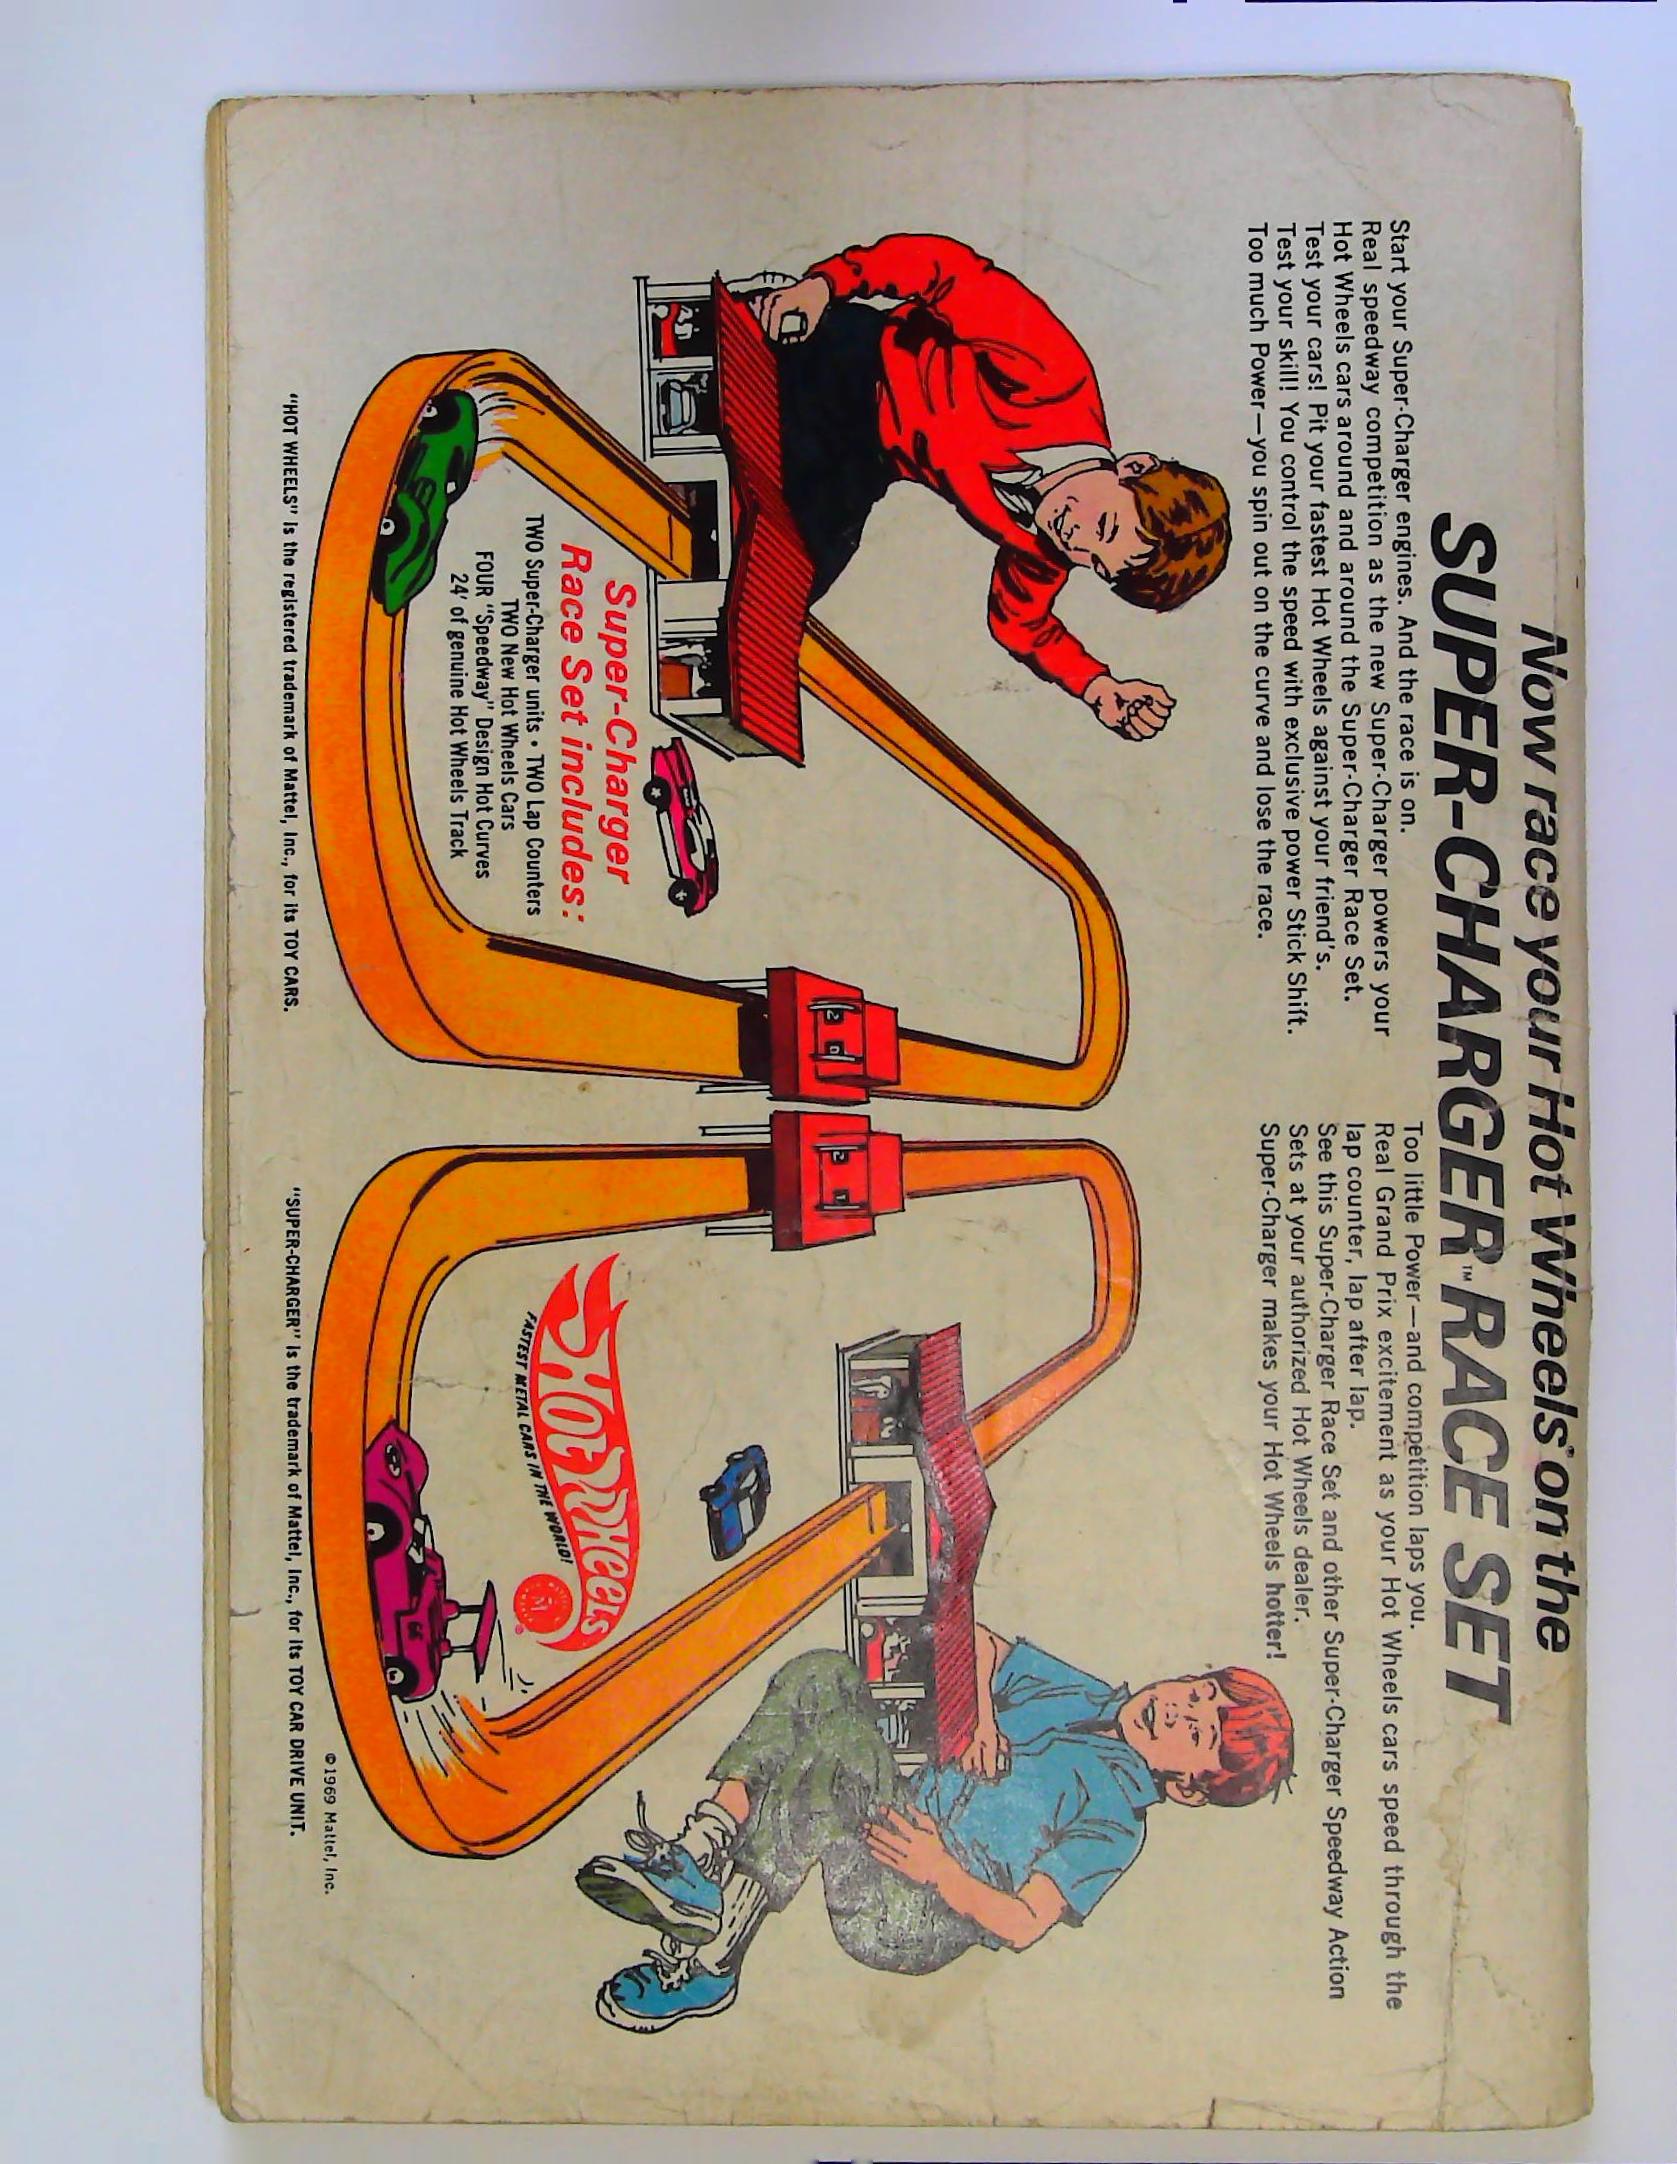 Now race your Hot Wheels® on the
SUPER-CHARGER™ RACE SET
Start your Super-Charger engines. And the race is on.
Real speedway competition as the new Super-Charger powers your
Hot Wheels cars around and around the Super-Charger Race Set.
Test your cars! Pit your fastest Hot Wheels against your friend's.
Test your skill! You control the speed with exclusive power Stick Shift.
Too much Power—you spin out on the curve and lose the race.
Too little Power—and competition laps you.
Real Grand Prix excitement as your Hot Wheels cars speed through the
lap counter, lap after lap.
See this Super-Charger Race Set and other Super-Charger Speedway Action
Sets at your authorized Hot Wheels dealer.
Super-Charger makes your Hot Wheels hotter!
2 0
2 1
Super-Charger
Race Set includes:
TWO Super-Charger units • TWO Lap Counters
TWO New Hot Wheels Cars
FOUR "Speedway" Design Hot Curves
24' of genuine Hot Wheels Track
HOT WHEELS
FASTEST METAL CARS IN THE WORLD!
M
®
©1969 Mattel, Inc.
"HOT WHEELS" is the registered trademark of Mattel, Inc., for its TOY CARS.
"SUPER-CHARGER" is the trademark of Mattel, Inc., for its TOY CAR DRIVE UNIT.